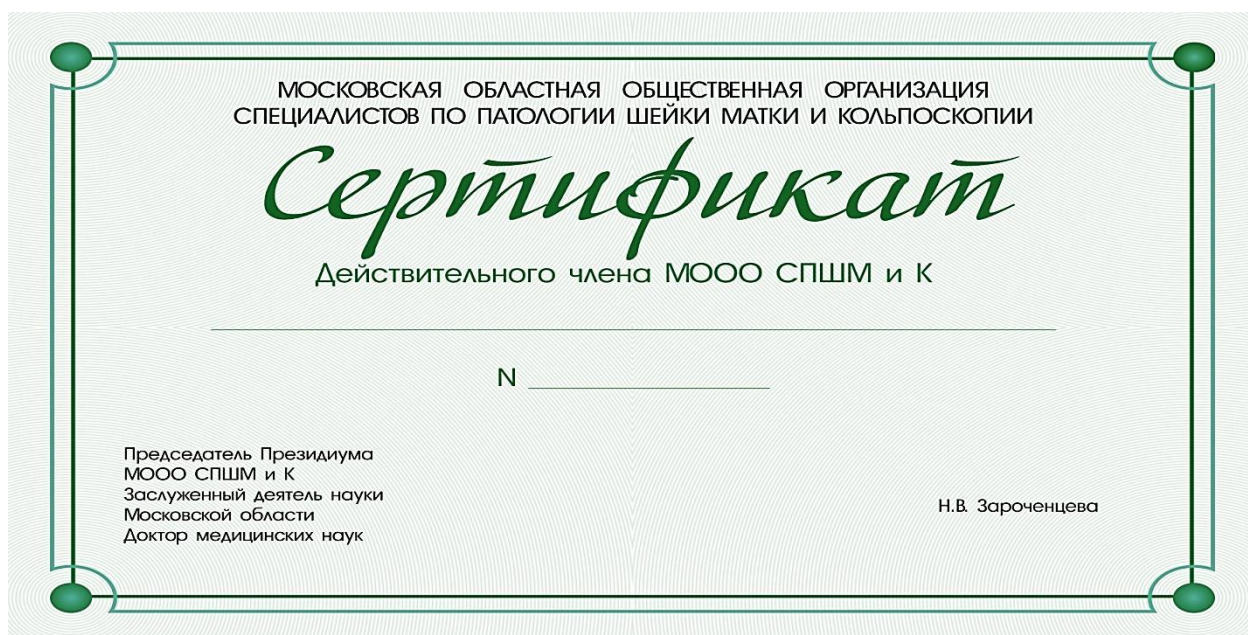 МОСКОВСКАЯ ОБЛАСТНАЯ ОБЩЕСТВЕННАЯ ОРГАНИЗАЦИЯ
СПЕЦИАЛИСТОВ ПО ПАТОЛОГИИ ШЕЙКИ МАТКИ И КОЛЬПОСКОПИИ
Сертификат
Действительного члена МООО СПШМ и К
N
Председатель Президиума
МООО СПШМ и К
Заслуженный деятель науки
Московской области
Доктор медицинских наук
Н.В. Зароченцева